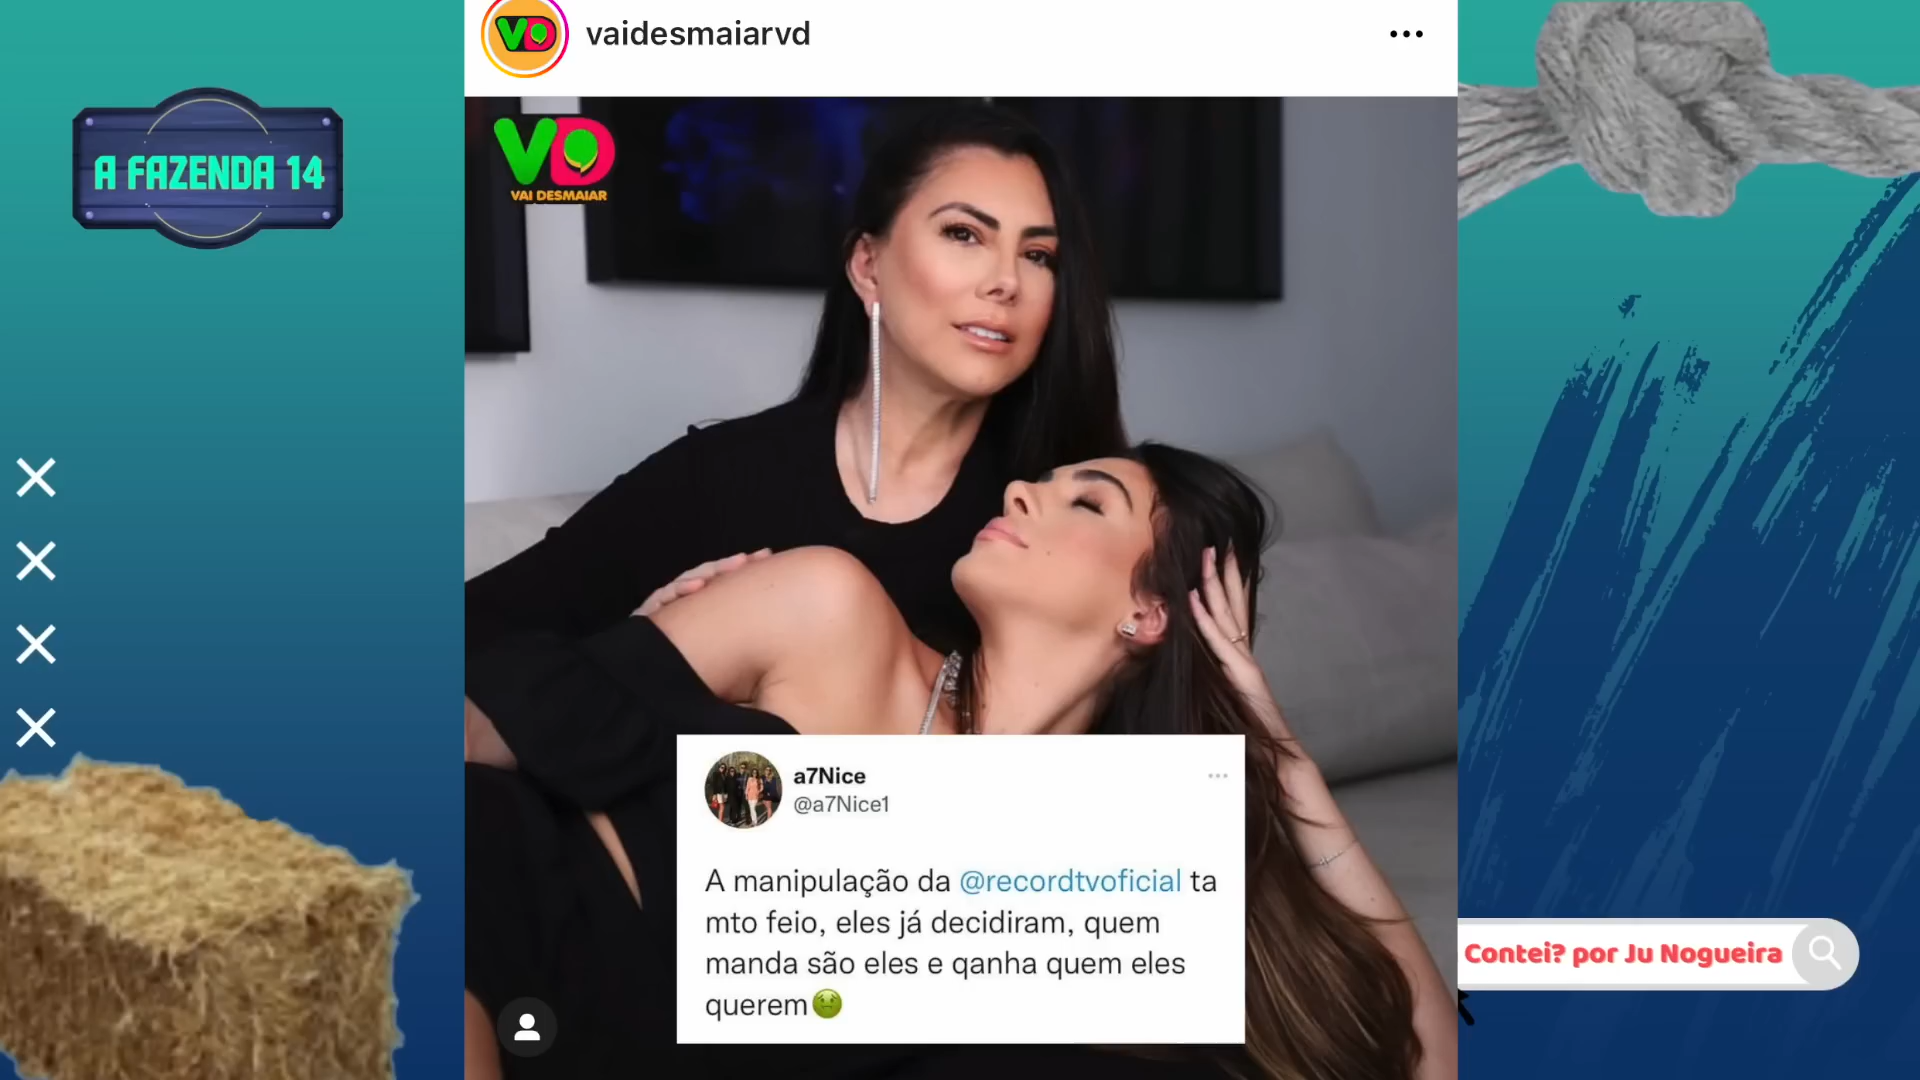 vaidesmaiarvd
A FAZENDA 14
VD
VD
VAI DESMAIAR
a7Nice
@a7Nice1
A manipulação da @recordtvoficial ta
mto feio, eles já decidiram, quem
manda são eles e qanha quem eles
querem🤢
Contei? por Ju Nogueira